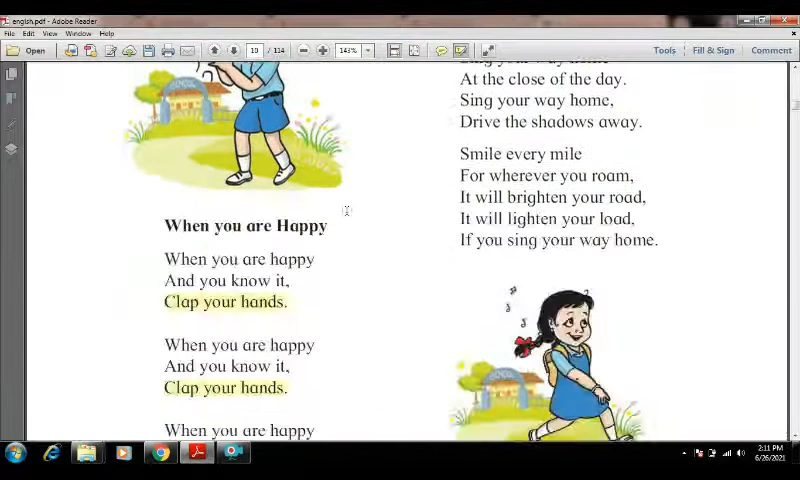 english.pdf - Adobe Reader
File Edit View Window Help
Open 10 / 114 143% Tools Fill & Sign Comment
When you are Happy
When you are happy
And you know it,
Clap your hands.
When you are happy
And you know it,
Clap your hands.
When you are happy
Sing your way home
At the close of the day.
Sing your way home,
Drive the shadows away.
Smile every mile
For wherever you roam,
It will brighten your road,
It will lighten your load,
If you sing your way home.
2:11 PM
6/26/2021